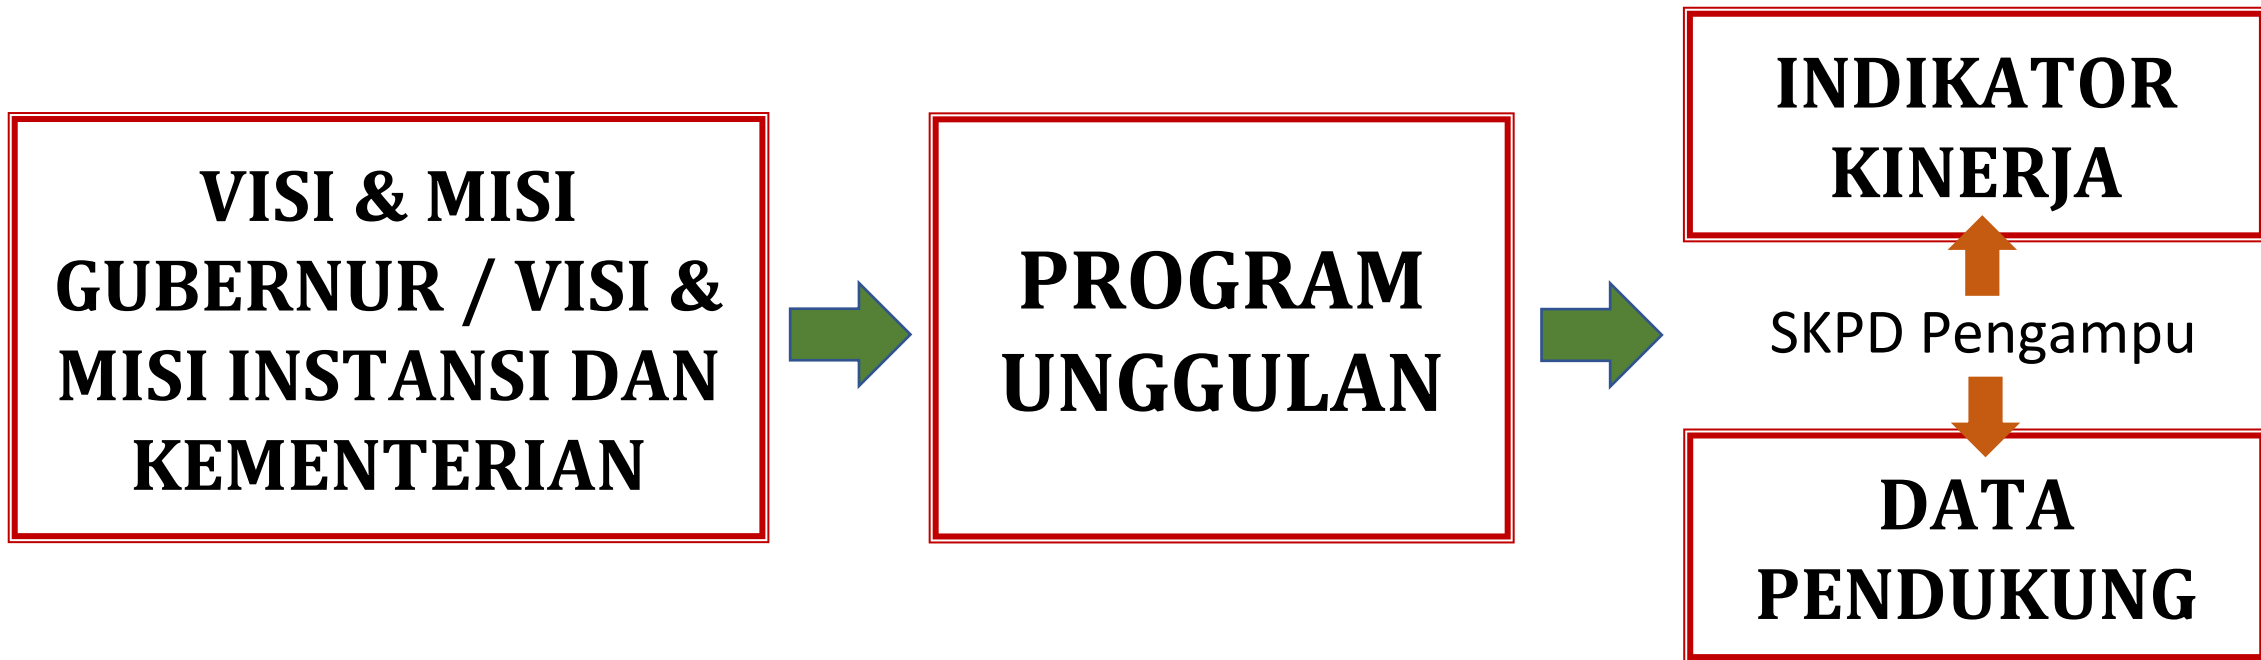 VISI & MISI
GUBERNUR / VISI &
MISI INSTANSI DAN
KEMENTERIAN
PROGRAM
UNGGULAN
INDIKATOR
KINERJA
SKPD Pengampu
DATA
PENDUKUNG